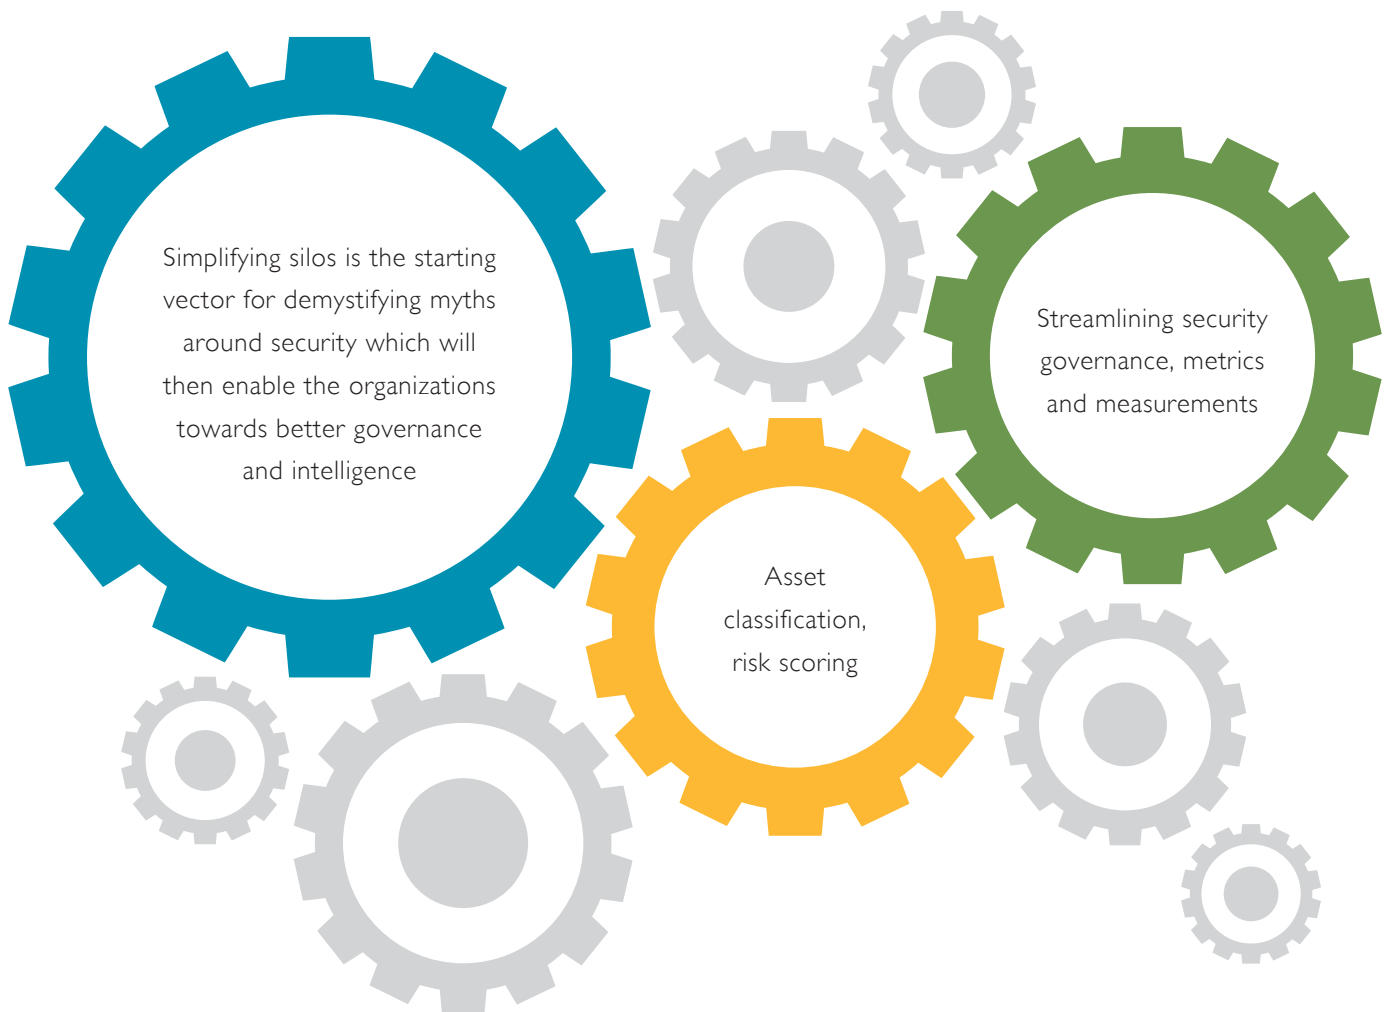 Simplifying silos is the starting
vector for demystifying myths
around security which will
then enable the organizations
towards better governance
and intelligence
Streamlining security
governance, metrics
and measurements
Asset
classification,
risk scoring